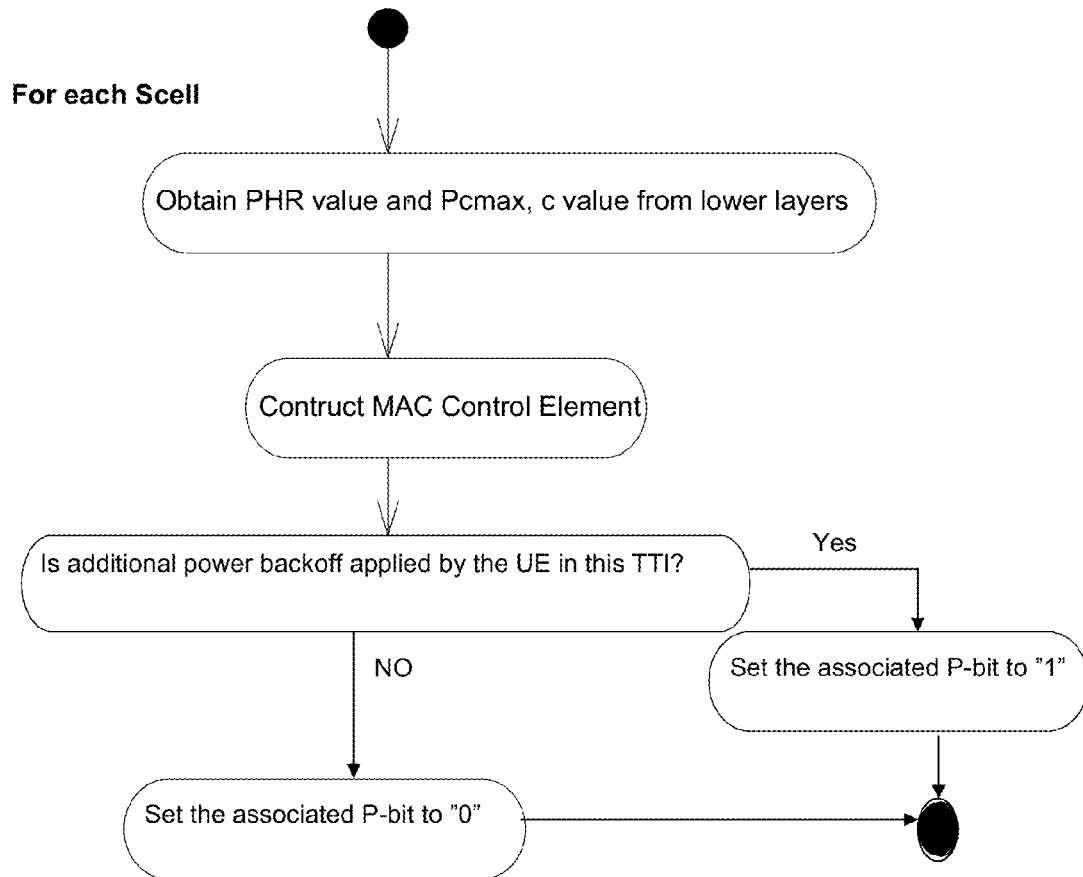 For each Scell
Obtain PHR value and Pcmax, c value from lower layers
Contruct MAC Control Element
Is additional power backoff applied by the UE in this TTI?
Yes
NO
Set the associated P-bit to ”1”
Set the associated P-bit to ”0”